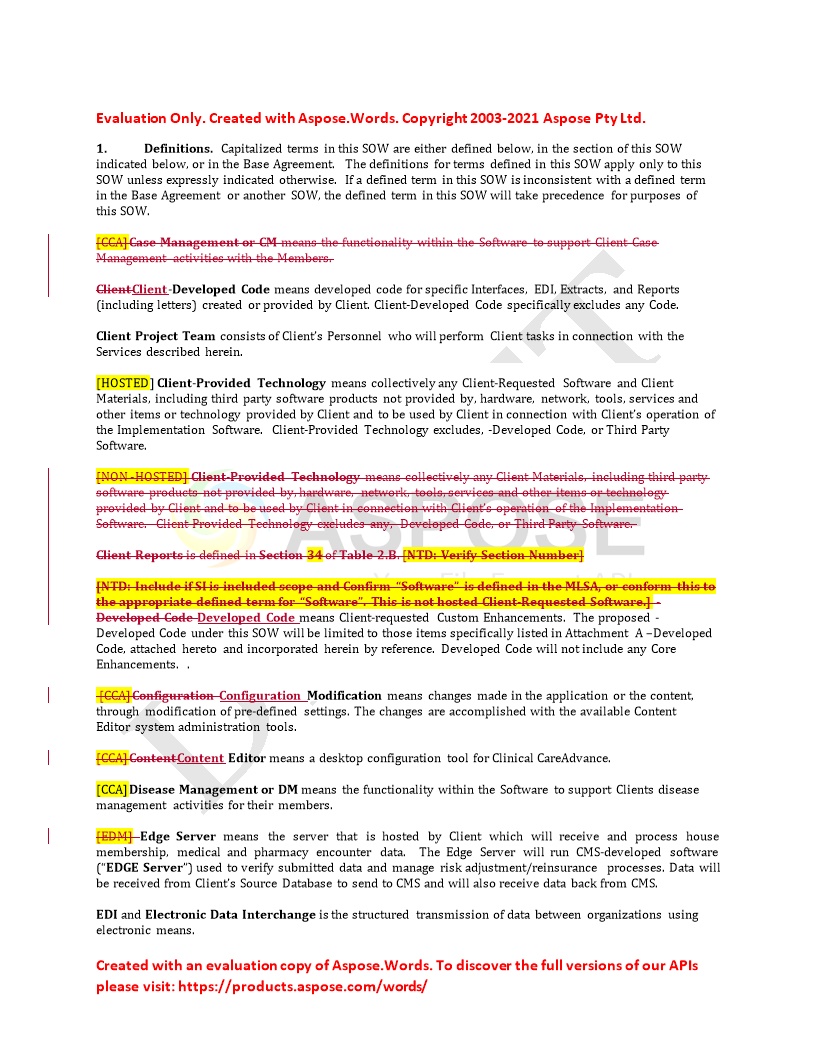 Evaluation Only. Created with Aspose.Words. Copyright 2003-2021 Aspose Pty Ltd.
1. Definitions. Capitalized terms in this SOW are either defined below, in the section of this SOW
indicated below, or in the Base Agreement. The definitions for terms defined in this SOW apply only to this
SOW unless expressly indicated otherwise. If a defined term in this SOW is inconsistent with a defined term
in the Base Agreement or another SOW, the defined term in this SOW will take precedence for purposes of
this SOW.
[CCA] Case Management or CM means the functionality within the Software to support Client Case
Management activities with the Members.
ClientClient-Developed Code means developed code for specific Interfaces, EDI, Extracts, and Reports
(including letters) created or provided by Client. Client-Developed Code specifically excludes any Code.
Client Project Team consists of Client's Personnel who will perform Client tasks in connection with the
Services described herein.
[HOSTED] Client-Provided Technology means collectively any Client-Requested Software and Client
Materials, including third party software products not provided by, hardware, network, tools, services and
other items or technology provided by Client and to be used by Client in connection with Client's operation of
the Implementation Software. Client-Provided Technology excludes, -Developed Code, or Third Party
Software.
[NON-HOSTED] Client-Provided Technology means collectively any Client Materials, including third party
software products not provided by, hardware, network, tools, services and other items or technology
provided by Client and to be used by Client in connection with Client's operation of the Implementation
Software. Client Provided Technology excludes any, Developed Code, or Third Party Software.
Client Reports is defined in Section 34 of Table 2.B. [NTD: Verify Section Number]
[NTD: Include if SI is included scope and Confirm "Software" is defined in the MLSA, or conform this to
the appropriate defined term for "Software". This is not hosted Client-Requested Software.] -
Developed Code Developed Code means Client-requested Custom Enhancements. The proposed -
Developed Code under this SOW will be limited to those items specifically listed in Attachment A –Developed
Code, attached hereto and incorporated herein by reference. Developed Code will not include any Core
Enhancements. .
[CCA] Configuration Configuration Modification means changes made in the application or the content,
through modification of pre-defined settings. The changes are accomplished with the available Content
Editor system administration tools.
[CCA] ContentContent Editor means a desktop configuration tool for Clinical CareAdvance.
[CCA] Disease Management or DM means the functionality within the Software to support Clients disease
management activities for their members.
[EDM] Edge Server means the server that is hosted by Client which will receive and process house
membership, medical and pharmacy encounter data. The Edge Server will run CMS-developed software
("EDGE Server") used to verify submitted data and manage risk adjustment/reinsurance processes. Data will
be received from Client's Source Database to send to CMS and will also receive data back from CMS.
EDI and Electronic Data Interchange is the structured transmission of data between organizations using
electronic means.
Created with an evaluation copy of Aspose.Words. To discover the full versions of our APIs
please visit: https://products.aspose.com/words/
ASPOSE